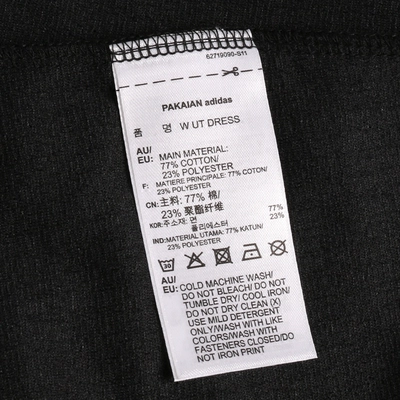 62719090-S11
PAKAIAN adidas
품 명 W UT DRESS
AU/
EU: MAIN MATERIAL:
77% COTTON/
23% POLYESTER
F: MATIERE PRINCIPALE: 77% COTON/
23% POLYESTER
CN: 主料: 77% 棉/
23% 聚酯纤维
KOR: 주소재: 면 77%
폴리에스터 23%
IND: MATERIAL UTAMA: 77% KATUN/
23% POLYESTER
30
AU/
EU: COLD MACHINE WASH/
DO NOT BLEACH/ DO NOT
TUMBLE DRY/ COOL IRON/
DO NOT DRY CLEAN (X)
USE MILD DETERGENT
ONLY/WASH WITH LIKE
COLORS/WASH WITH
FASTENERS CLOSED/DO
NOT IRON PRINT